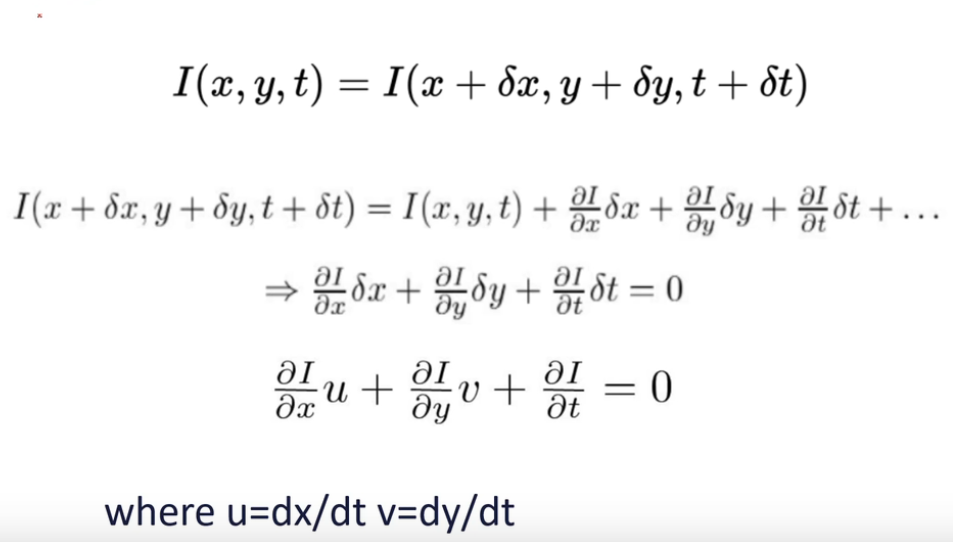 I(x, y, t) = I(x + δx, y + δy, t + δt)
I(x + δx, y + δy, t + δt) = I(x, y, t) + ∂I/∂x δx + ∂I/∂y δy + ∂I/∂t δt + ...
⇒ ∂I/∂x δx + ∂I/∂y δy + ∂I/∂t δt = 0
∂I/∂x u + ∂I/∂y v + ∂I/∂t = 0
where u=dx/dt v=dy/dt